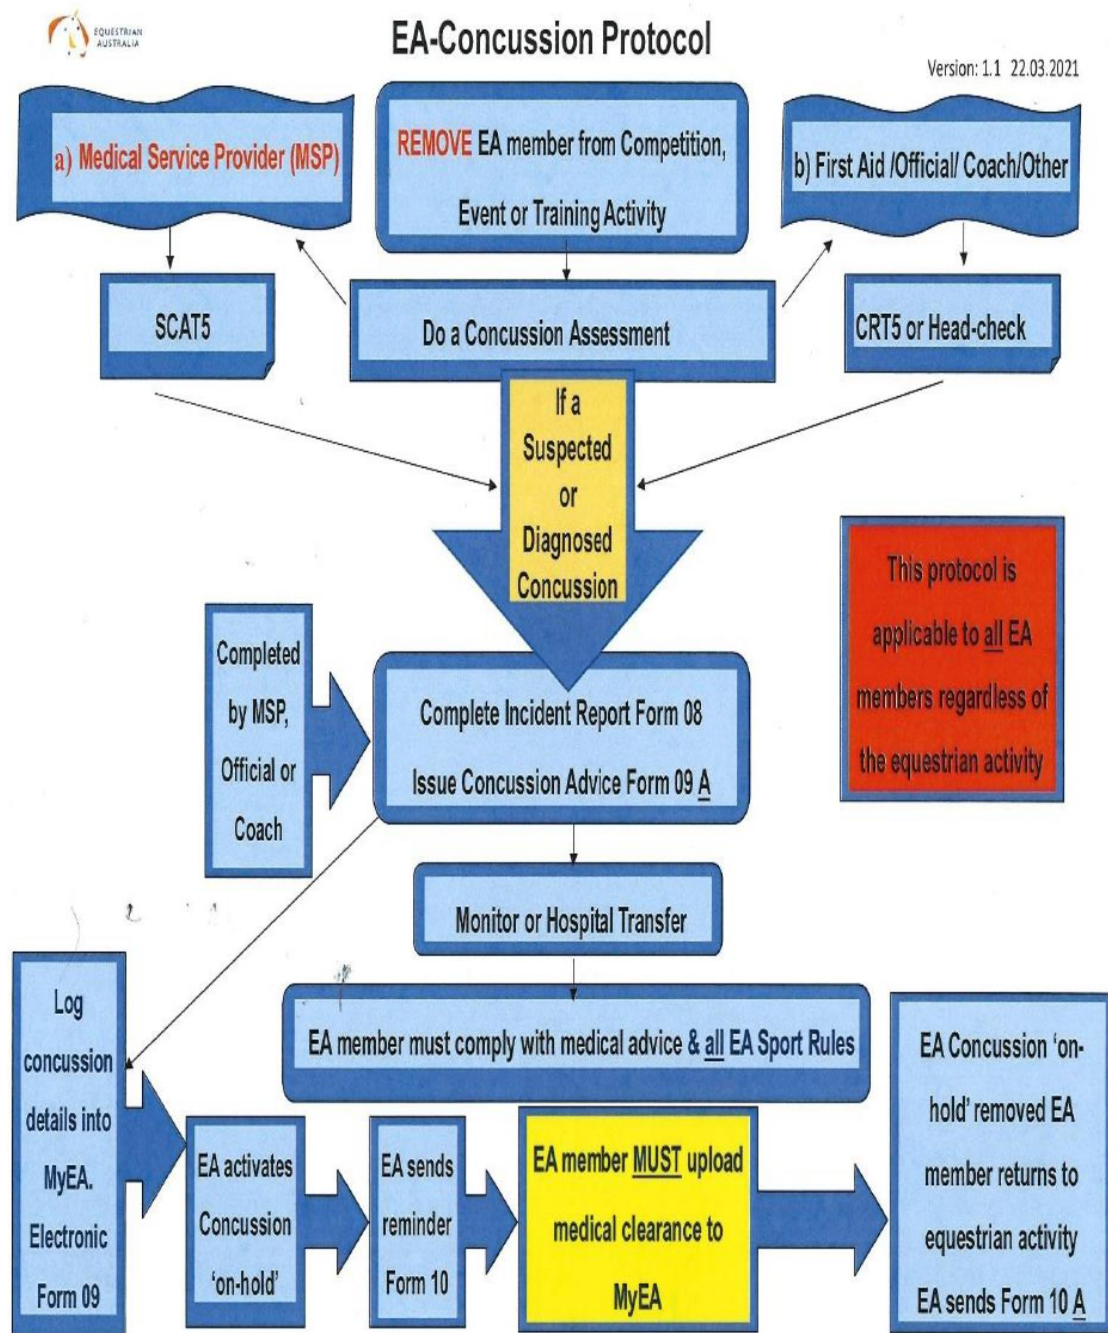 EQUESTRIAN
AUSTRALIA
EA-Concussion Protocol
Version: 1.1 22.03.2021
a) Medical Service Provider (MSP)
REMOVE EA member from Competition,
Event or Training Activity
b) First Aid /Official/ Coach/Other
SCAT5
Do a Concussion Assessment
CRT5 or Head-check
If a
Suspected
or
Diagnosed
Concussion
This protocol is
applicable to all EA
members regardless of
the equestrian activity
Completed
by MSP,
Official or
Coach
Complete Incident Report Form 08
Issue Concussion Advice Form 09 A
Monitor or Hospital Transfer
EA member must comply with medical advice & all EA Sport Rules
Log
concussion
details into
MyEA.
Electronic
Form 09
EA activates
Concussion
‘on-hold’
EA sends
reminder
Form 10
EA member MUST upload
medical clearance to
MyEA
EA Concussion ‘on-
hold’ removed EA
member returns to
equestrian activity
EA sends Form 10 A